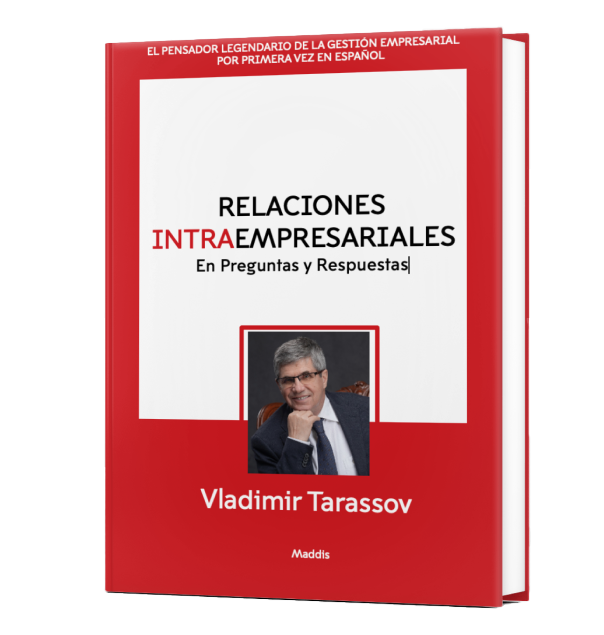 EL PENSADOR LEGENDARIO DE LA GESTIÓN EMPRESARIAL
POR PRIMERA VEZ EN ESPAÑOL
RELACIONES
INTRAEMPRESARIALES
En Preguntas y Respuestas
Vladimir Tarassov
Maddis